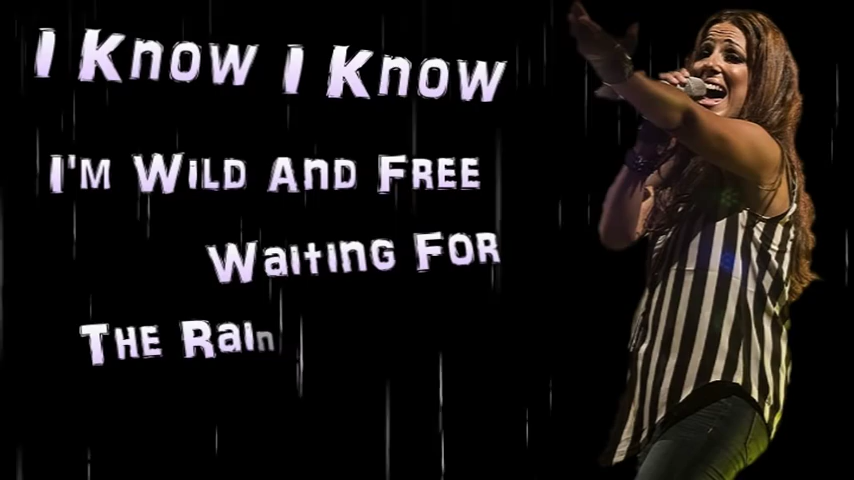 I Know I Know
I'm Wild And Free
Waiting For
The Rain